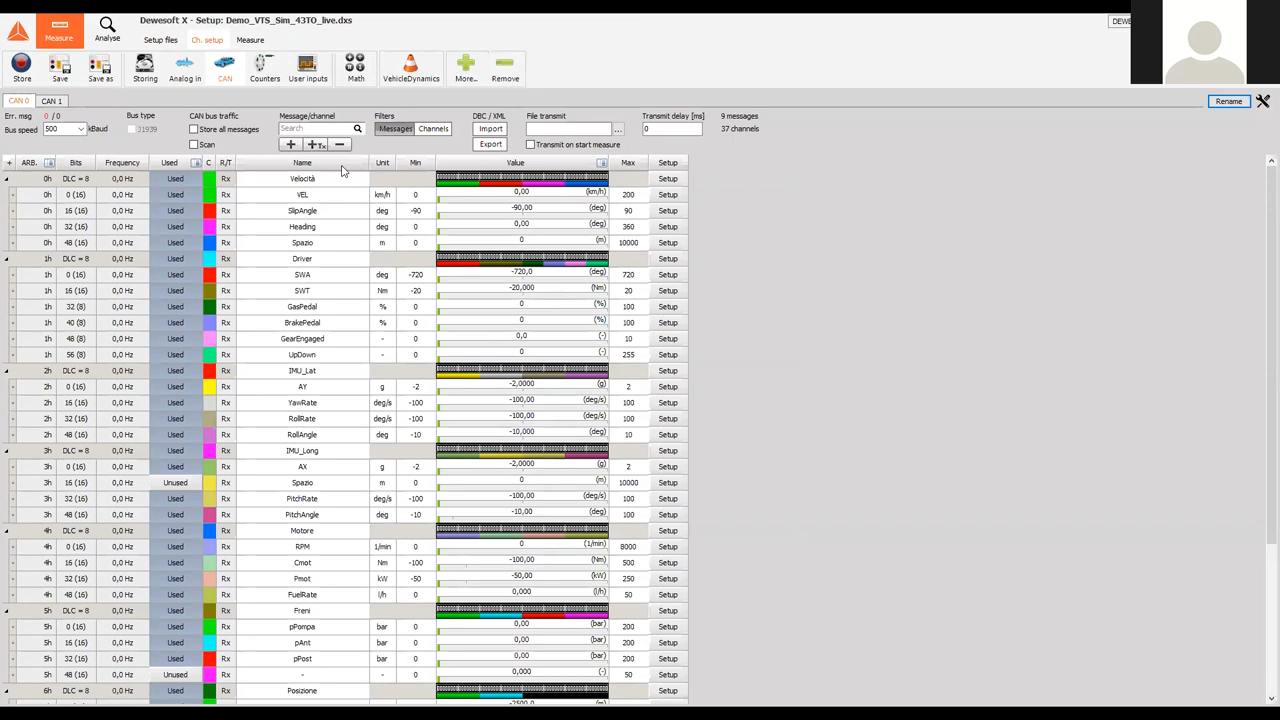 Dewesoft X - Setup: Demo_VTS_Sim_43TO_live.dxs
DEWE
Measure Analyse
Setup files Ch. setup Measure
Store Save Save as Storing Analog in CAN Counters User inputs Math VehicleDynamics More... Remove
CAN 0 CAN 1 Rename
Err. msg 0 / 0 Bus type CAN bus traffic Message/channel Filters DBC / XML File transmit Transmit delay [ms] 9 messages
Bus speed 500 kBaud J1939 Store all messages Search Messages Channels Import ... 0 37 channels
Scan + +Tx − Export Transmit on start measure
+ ARB. Bits Frequency Used C R/T Name Unit Min Value Max Setup
0h DLC = 8 0,0 Hz Used Rx Velocità Setup
0h 0 (16) 0,0 Hz Used Rx VEL km/h 0 0,00 (km/h) 200 Setup
0h 16 (16) 0,0 Hz Used Rx SlipAngle deg -90 -90,00 (deg) 90 Setup
0h 32 (16) 0,0 Hz Used Rx Heading deg 0 0,00 (deg) 360 Setup
0h 48 (16) 0,0 Hz Used Rx Spazio m 0 0 (m) 10000 Setup
1h DLC = 8 0,0 Hz Used Rx Driver Setup
1h 0 (16) 0,0 Hz Used Rx SWA deg -720 -720,0 (deg) 720 Setup
1h 16 (16) 0,0 Hz Used Rx SWT Nm -20 -20,000 (Nm) 20 Setup
1h 32 (8) 0,0 Hz Used Rx GasPedal % 0 0 (%) 100 Setup
1h 40 (8) 0,0 Hz Used Rx BrakePedal % 0 0 (%) 100 Setup
1h 48 (8) 0,0 Hz Used Rx GearEngaged - 0 0,0 (-) 10 Setup
1h 56 (8) 0,0 Hz Used Rx UpDown - 0 0 (-) 255 Setup
2h DLC = 8 0,0 Hz Used Rx IMU_Lat Setup
2h 0 (16) 0,0 Hz Used Rx AY g -2 -2,0000 (g) 2 Setup
2h 16 (16) 0,0 Hz Used Rx YawRate deg/s -100 -100,00 (deg/s) 100 Setup
2h 32 (16) 0,0 Hz Used Rx RollRate deg/s -100 -100,00 (deg/s) 100 Setup
2h 48 (16) 0,0 Hz Used Rx RollAngle deg -10 -10,000 (deg) 10 Setup
3h DLC = 8 0,0 Hz Used Rx IMU_Long Setup
3h 0 (16) 0,0 Hz Used Rx AX g -2 -2,0000 (g) 2 Setup
3h 16 (16) 0,0 Hz Unused Rx Spazio m 0 0 (m) 10000 Setup
3h 32 (16) 0,0 Hz Used Rx PitchRate deg/s -100 -100,00 (deg/s) 100 Setup
3h 48 (16) 0,0 Hz Used Rx PitchAngle deg -10 -10,00 (deg) 100 Setup
4h DLC = 8 0,0 Hz Used Rx Motore Setup
4h 0 (16) 0,0 Hz Used Rx RPM 1/min 0 0 (1/min) 8000 Setup
4h 16 (16) 0,0 Hz Used Rx Cmot Nm -100 -100,00 (Nm) 500 Setup
4h 32 (16) 0,0 Hz Used Rx Pmot kW -50 -50,00 (kW) 250 Setup
4h 48 (16) 0,0 Hz Used Rx FuelRate l/h 0 0,000 (l/h) 50 Setup
5h DLC = 8 0,0 Hz Used Rx Freni Setup
5h 0 (16) 0,0 Hz Used Rx pPompa bar 0 0,00 (bar) 200 Setup
5h 16 (16) 0,0 Hz Used Rx pAnt bar 0 0,00 (bar) 200 Setup
5h 32 (16) 0,0 Hz Used Rx pPost bar 0 0,00 (bar) 200 Setup
5h 48 (16) 0,0 Hz Unused Rx - - 0 0,000 (-) 50 Setup
6h DLC = 8 0,0 Hz Used Rx Posizione Setup
-2500,0 (m)